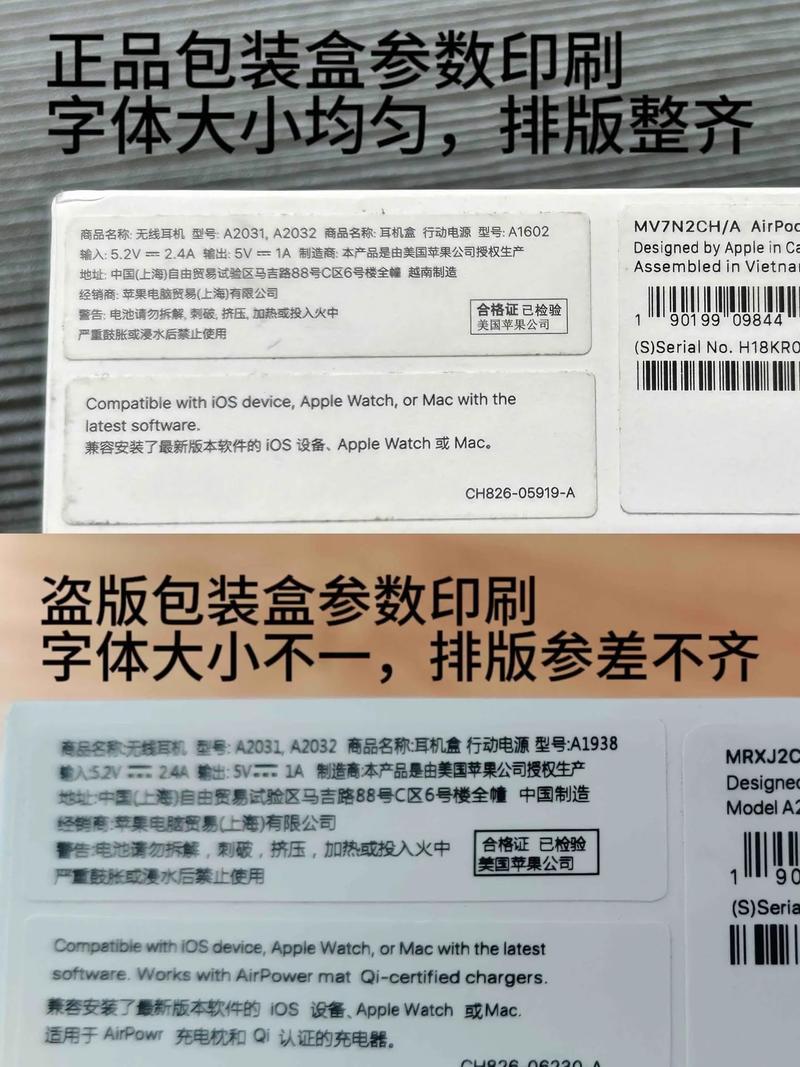 正品包装盒参数印刷
字体大小均匀，排版整齐
商品名称: 无线耳机 型号: A2031, A2032 商品名称: 耳机盒 行动电源 型号: A1602
输入: 5.2V ⎓ 2.4A 输出: 5V ⎓ 1A 制造商: 本产品是由美国苹果公司授权生产
地址: 中国(上海)自由贸易试验区马吉路88号C区6号楼全幢 越南制造
经销商: 苹果电脑贸易(上海)有限公司
警告: 电池请勿拆解, 刺破, 挤压, 加热或投入火中
严重鼓胀或浸水后禁止使用
合格证 已检验
美国苹果公司
Compatible with iOS device, Apple Watch, or Mac with the
latest software.
兼容安装了最新版本软件的 iOS 设备、Apple Watch 或 Mac。
CH826-05919-A
MV7N2CH/A AirPod
Designed by Apple in Ca
Assembled in Vietnam
1 90199 09844
(S)Serial No. H18KR0
盗版包装盒参数印刷
字体大小不一，排版参差不齐
商品名称:无线耳机 型号: A2031, A2032 商品名称:耳机盒 行动电源 型号:A1938
输入:5.2V ⎓ 2.4A 输出: 5V⎓ 1A 制造商:本产品是由美国苹果公司授权生产
地址:中国(上海)自由贸易试验区马吉路88号C区6号楼全幢 中国制造
经销商:苹果电脑贸易(上海)有限公司
警告:电池请勿拆解，刺破，挤压，加热或投入火中
严重鼓胀或浸水后禁止使用
合格证 已检验
美国苹果公司
Compatible with iOS device, Apple Watch, or Mac with the latest
software. Works with AirPower mat Qi-certified chargers.
兼容安装了最新版本软件的 iOS 设备、Apple Watch 或Mac.
适用于 AirPowr 充电枕和 Qi 认证的充电器。
CH826-06230-A
MRXJ2C
Designed
Model A2
1 90
(S)Seria